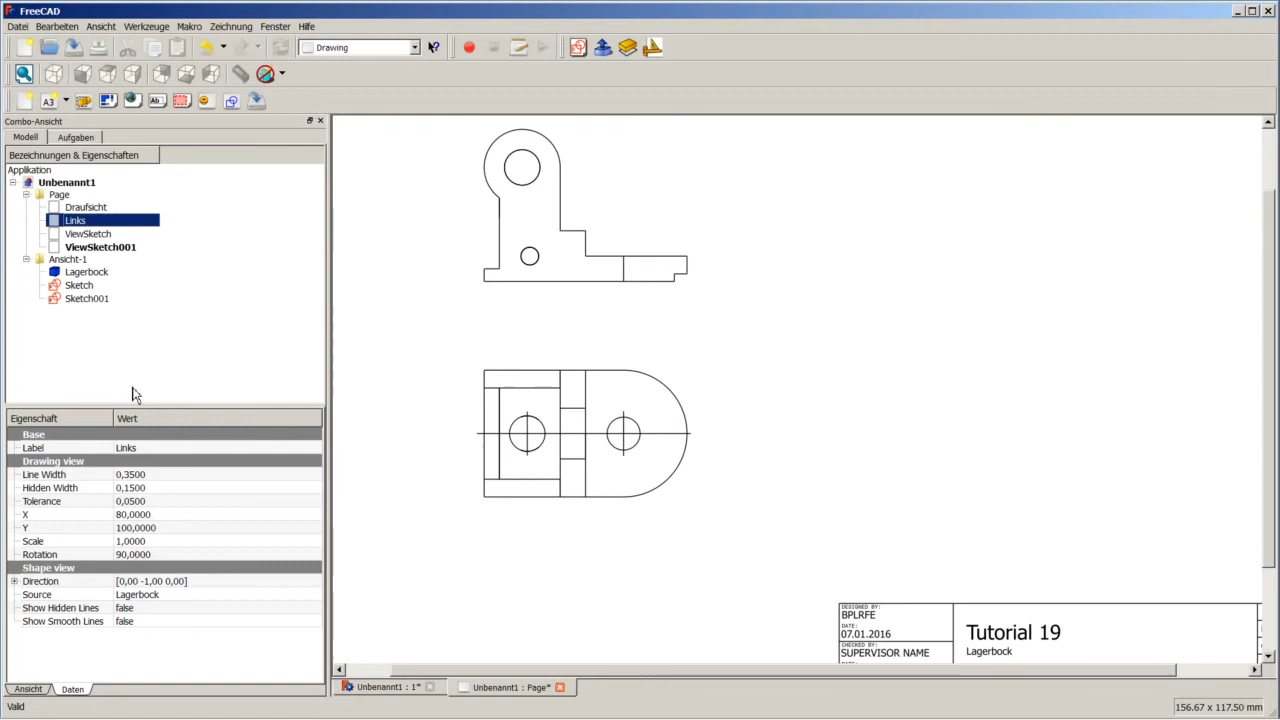 FreeCAD
Datei Bearbeiten Ansicht Werkzeuge Makro Zeichnung Fenster Hilfe
Drawing
A3
Ab
Combo-Ansicht
Modell Aufgaben
Bezeichnungen & Eigenschaften
Applikation
Unbenannt1
Page
Draufsicht
Links
ViewSketch
ViewSketch001
Ansicht-1
Lagerbock
Sketch
Sketch001
Eigenschaft Wert
Base
Label Links
Drawing view
Line Width 0,3500
Hidden Width 0,1500
Tolerance 0,0500
X 80,0000
Y 100,0000
Scale 1,0000
Rotation 90,0000
Shape view
Direction [0,00 -1,00 0,00]
Source Lagerbock
Show Hidden Lines false
Show Smooth Lines false
Ansicht Daten
DESIGNED BY:
BPLRFE
DATE:
07.01.2016
CHECKED BY:
SUPERVISOR NAME
DATE:
Tutorial 19
Lagerbock
Unbenannt1 : 1* Unbenannt1 : Page*
Valid 156.67 x 117.50 mm